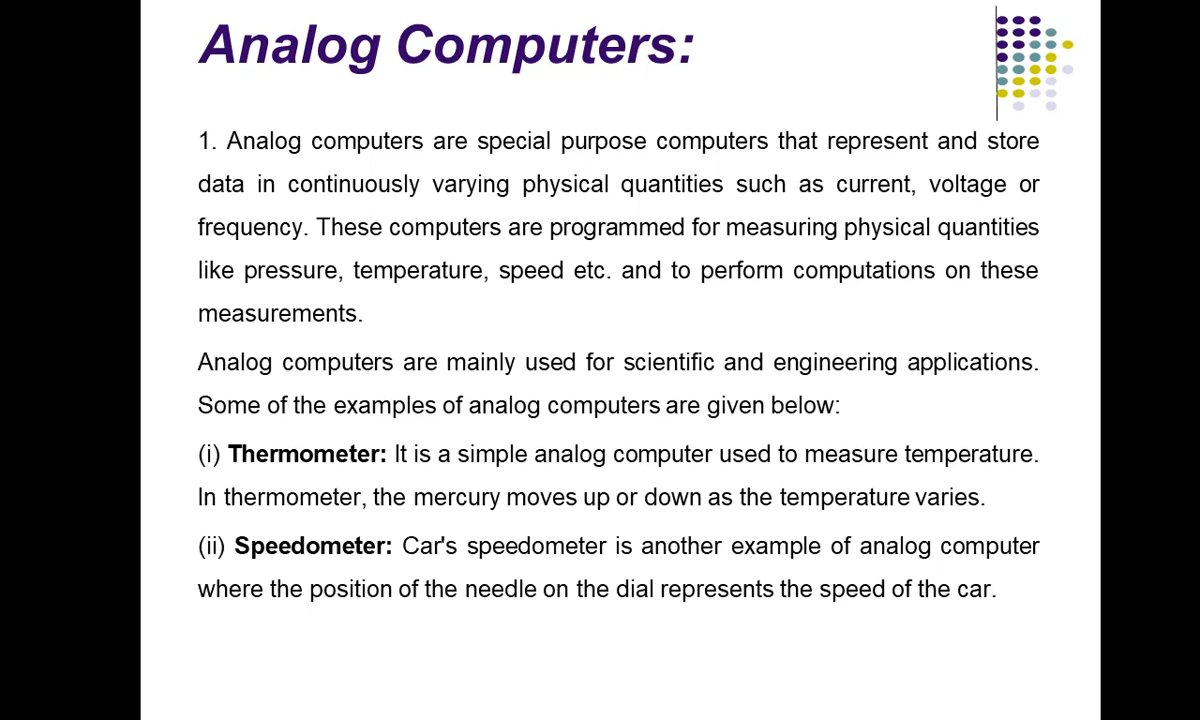 Analog Computers:
1. Analog computers are special purpose computers that represent and store
data in continuously varying physical quantities such as current, voltage or
frequency. These computers are programmed for measuring physical quantities
like pressure, temperature, speed etc. and to perform computations on these
measurements.
Analog computers are mainly used for scientific and engineering applications.
Some of the examples of analog computers are given below:
(i) Thermometer: It is a simple analog computer used to measure temperature.
In thermometer, the mercury moves up or down as the temperature varies.
(ii) Speedometer: Car's speedometer is another example of analog computer
where the position of the needle on the dial represents the speed of the car.